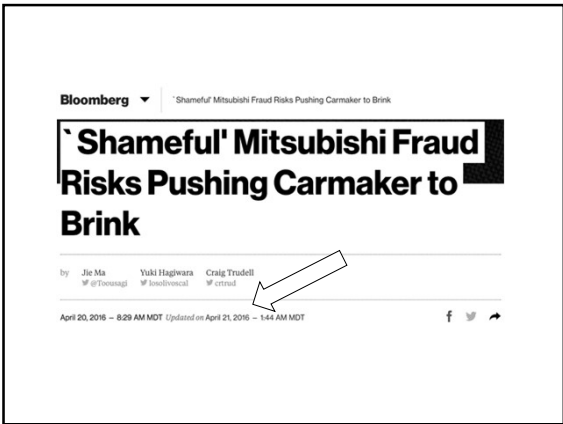 Bloomberg `Shameful' Mitsubishi Fraud Risks Pushing Carmaker to Brink
`Shameful' Mitsubishi Fraud
Risks Pushing Carmaker to
Brink
by Jie Ma Yuki Hagiwara Craig Trudell
@Toousagi losolivoscal crtrud
April 20, 2016 — 8:29 AM MDT Updated on April 21, 2016 — 1:44 AM MDT